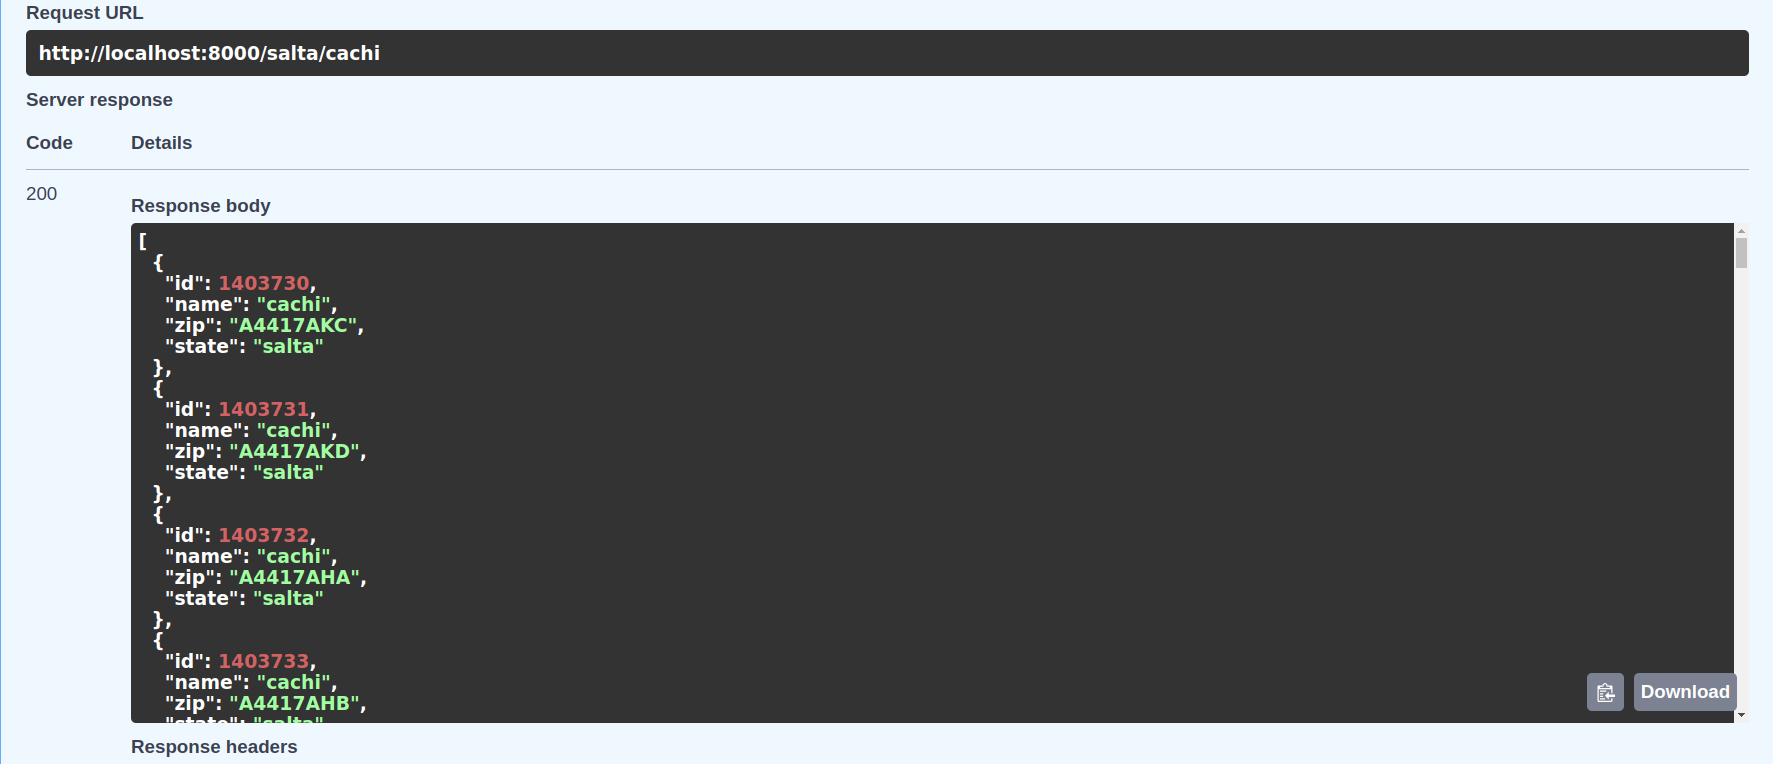 Request URL
http://localhost:8000/salta/cachi
Server response
Code Details
200
Response body
[
{
"id": 1403730,
"name": "cachi",
"zip": "A4417AKC",
"state": "salta"
},
{
"id": 1403731,
"name": "cachi",
"zip": "A4417AKD",
"state": "salta"
},
{
"id": 1403732,
"name": "cachi",
"zip": "A4417AHA",
"state": "salta"
},
{
"id": 1403733,
"name": "cachi",
"zip": "A4417AHB",
"state": "salta"
Download
Response headers